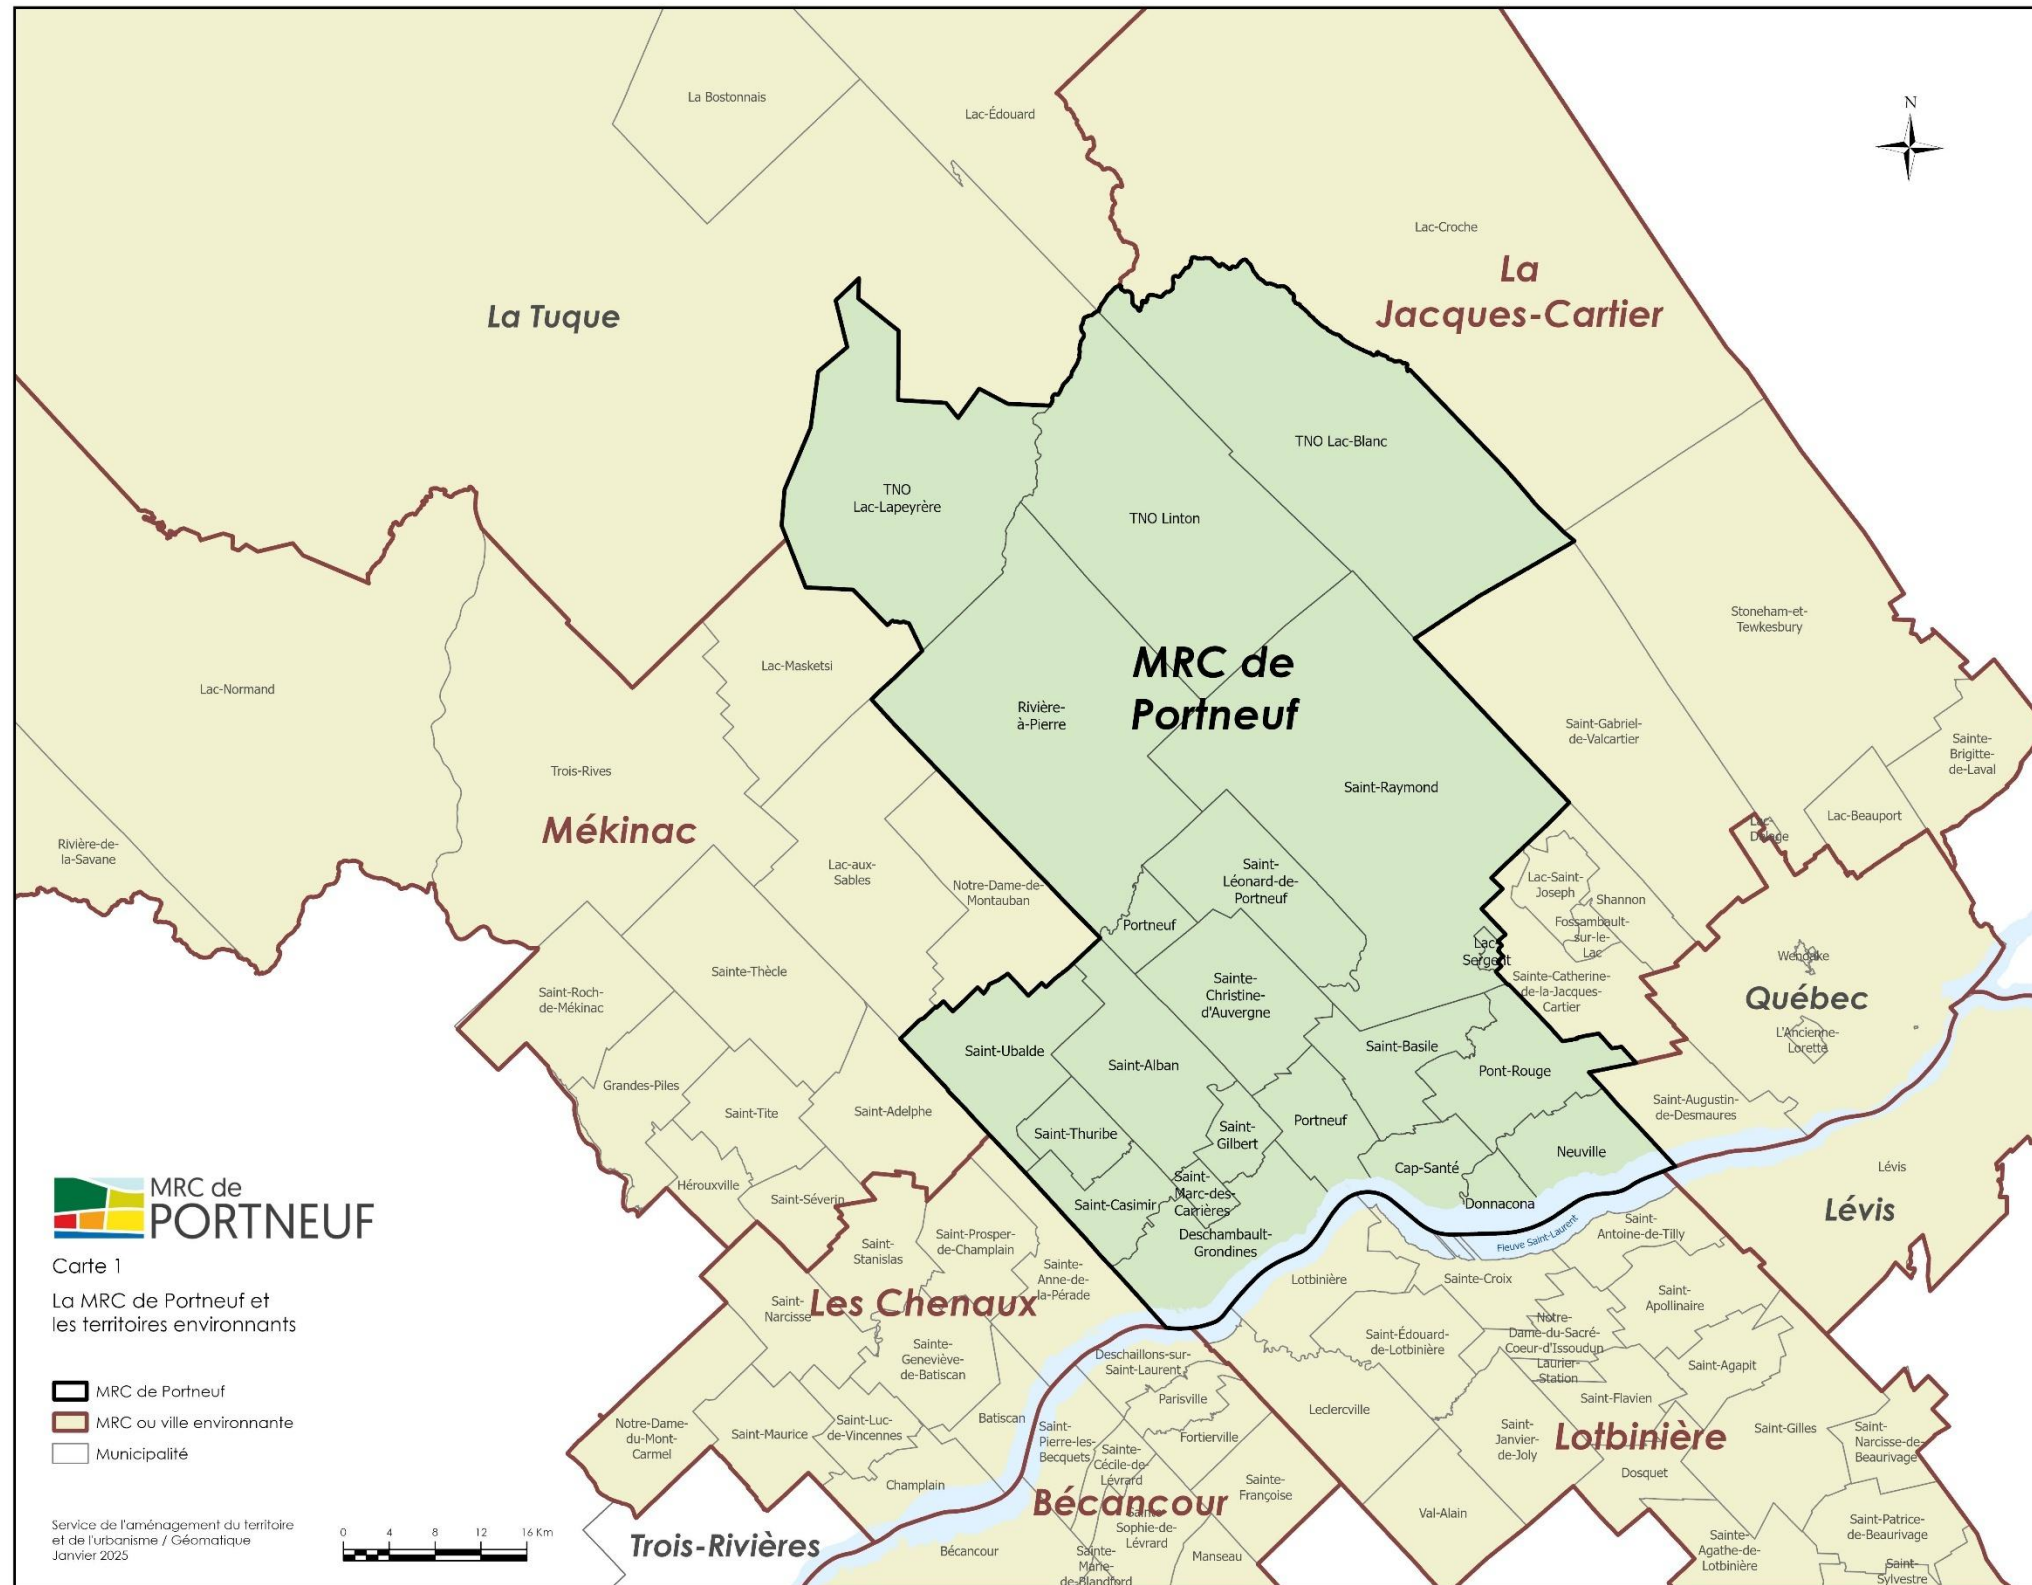 La Bostonnais
Lac-Édouard
N
Lac-Croche
La
Jacques-Cartier
La Tuque
TNO Lac-Blanc
TNO
Lac-Lapeyrère
TNO Linton
Stoneham-et-
Tewkesbury
Lac-Masketsi
Lac-Normand
MRC de
Portneuf
Rivière-
à-Pierre
Saint-Gabriel-
de-Valcartier
Sainte-
Brigitte-
de-Laval
Trois-Rives
Saint-Raymond
Mékinac
Lac-Beauport
Lac-
Delage
Rivière-de-
la-Savane
Lac-aux-
Sables
Notre-Dame-de-
Montauban
Saint-
Léonard-de-
Portneuf
Lac-Saint-
Joseph
Shannon
Portneuf
Fossambault-
sur-le-
Lac
Lac-
Sergent
Wendake
Sainte-Thècle
Saint-Roch-
de-Mékinac
Sainte-
Christine-
d'Auvergne
Sainte-Catherine-
de-la-Jacques-
Cartier
Québec
L'Ancienne-
Lorette
Saint-Ubalde
Saint-Alban
Saint-Basile
Pont-Rouge
Grandes-Piles
Saint-Tite
Saint-Adelphe
Saint-Augustin-
de-Desmaures
Saint-Thuribe
Saint-
Gilbert
Portneuf
Neuville
Cap-Santé
Lévis
Hérouxville
Saint-Séverin
Saint-Casimir
Saint-
Marc-des-
Carrières
Donnacona
Lévis
MRC de
PORTNEUF
Saint-
Stanislas
Saint-Prosper-
de-Champlain
Deschambault-
Grondines
Fleuve Saint-Laurent
Saint-
Antoine-de-Tilly
Carte 1
La MRC de Portneuf et
les territoires environnants
Sainte-
Anne-de-
la-Pérade
Lotbinière
Sainte-Croix
Saint-
Narcisse
Les Chenaux
Saint-
Apollinaire
Sainte-
Geneviève-
de-Batiscan
Deschaillons-sur-
Saint-Laurent
Saint-Édouard-
de-Lotbinière
Notre-
Dame-du-Sacré-
Coeur-d'Issoudun
Laurier-
Station
Saint-Agapit
MRC de Portneuf
MRC ou ville environnante
Municipalité
Parisville
Saint-Flavien
Notre-Dame-
du-Mont-
Carmel
Saint-Maurice
Saint-Luc-
de-Vincennes
Batiscan
Saint-
Pierre-les-
Becquets
Fortierville
Leclercville
Saint-
Janvier-
de-Joly
Lotbinière
Saint-Gilles
Saint-
Narcisse-de-
Beaurivage
Champlain
Sainte-
Cécile-de-
Lévrard
Sainte-
Françoise
Dosquet
Bécancour
Val-Alain
Sainte-
Sophie-de-
Lévrard
Saint-Patrice-
de-Beaurivage
Service de l'aménagement du territoire
et de l'urbanisme / Géomatique
Janvier 2025
0 4 8 12 16 Km
Trois-Rivières
Bécancour
Sainte-
Marie-
de-Blandford
Manseau
Sainte-
Agathe-de-
Lotbinière
Saint-
Sylvestre